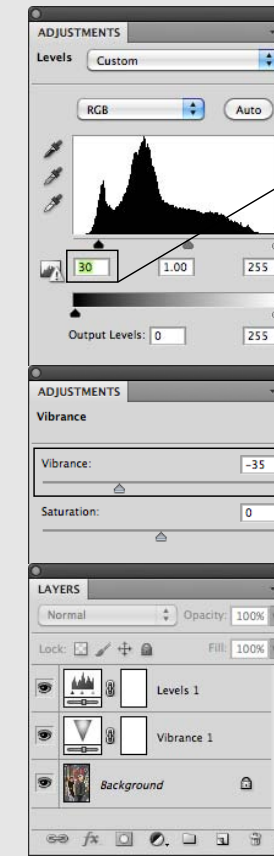 ADJUSTMENTS
Levels Custom
RGB Auto
30 1.00 255
Output Levels: 0 255
ADJUSTMENTS
Vibrance
Vibrance: -35
Saturation: 0
LAYERS
Normal Opacity: 100%
Lock: Fill: 100%
Levels 1
Vibrance 1
Background
fx